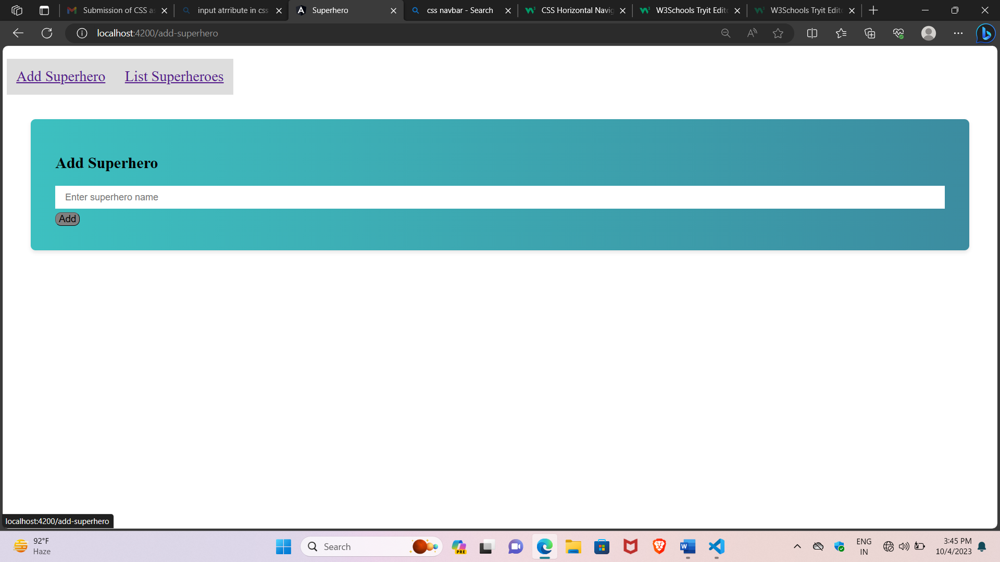 Submission of CSS as
input atrribute in css
Superhero
css navbar - Search
CSS Horizontal Navig
W3Schools Tryit Edit
W3Schools Tryit Edit
localhost:4200/add-superhero
Add Superhero List Superheroes
Add Superhero
Enter superhero name
Add
localhost:4200/add-superhero
92°F
Haze
Search
PRE
ENG
IN
3:45 PM
10/4/2023